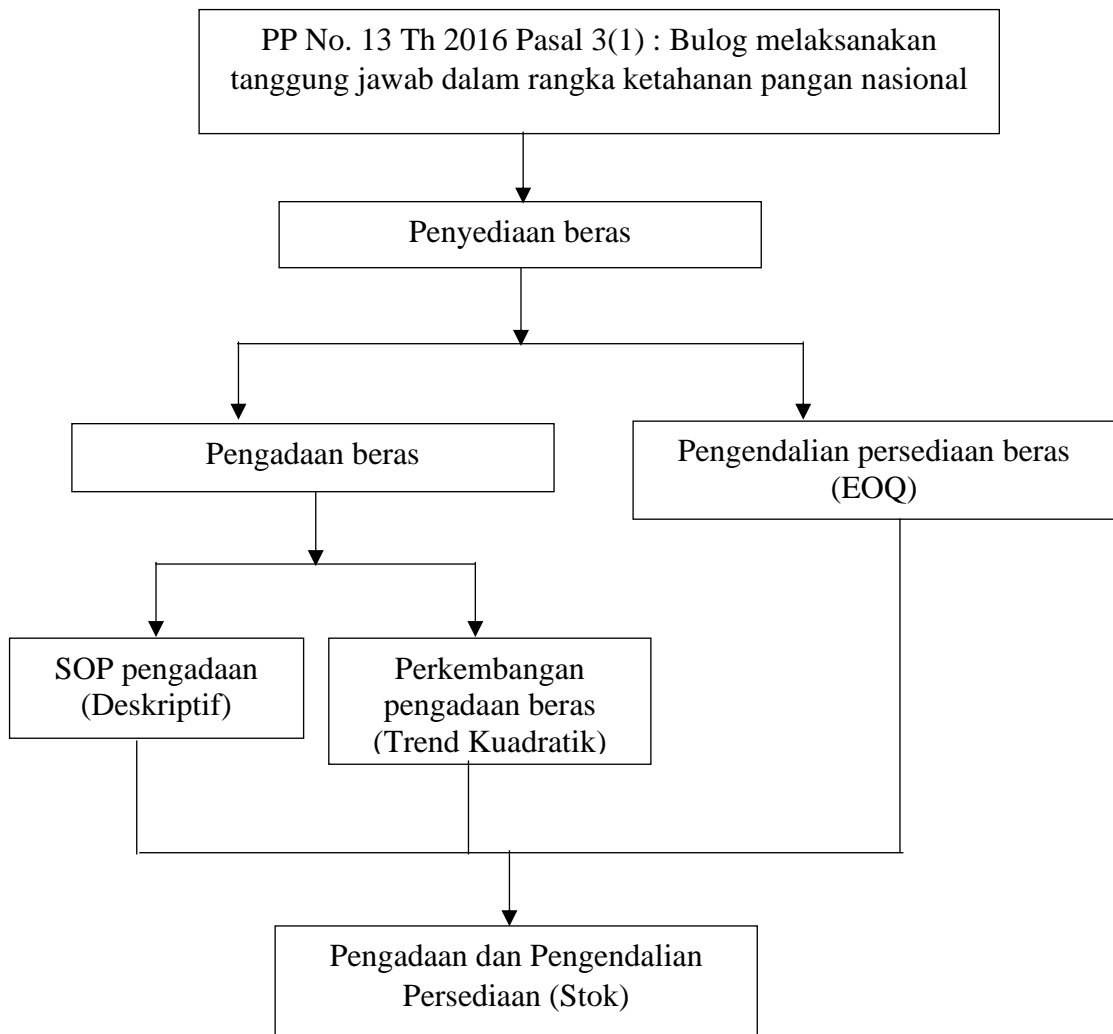 PP No. 13 Th 2016 Pasal 3(1) : Bulog melaksanakan
tanggung jawab dalam rangka ketahanan pangan nasional
Penyediaan beras
Pengadaan beras
Pengendalian persediaan beras
(EOQ)
SOP pengadaan
(Deskriptif)
Perkembangan
pengadaan beras
(Trend Kuadratik)
Pengadaan dan Pengendalian
Persediaan (Stok)